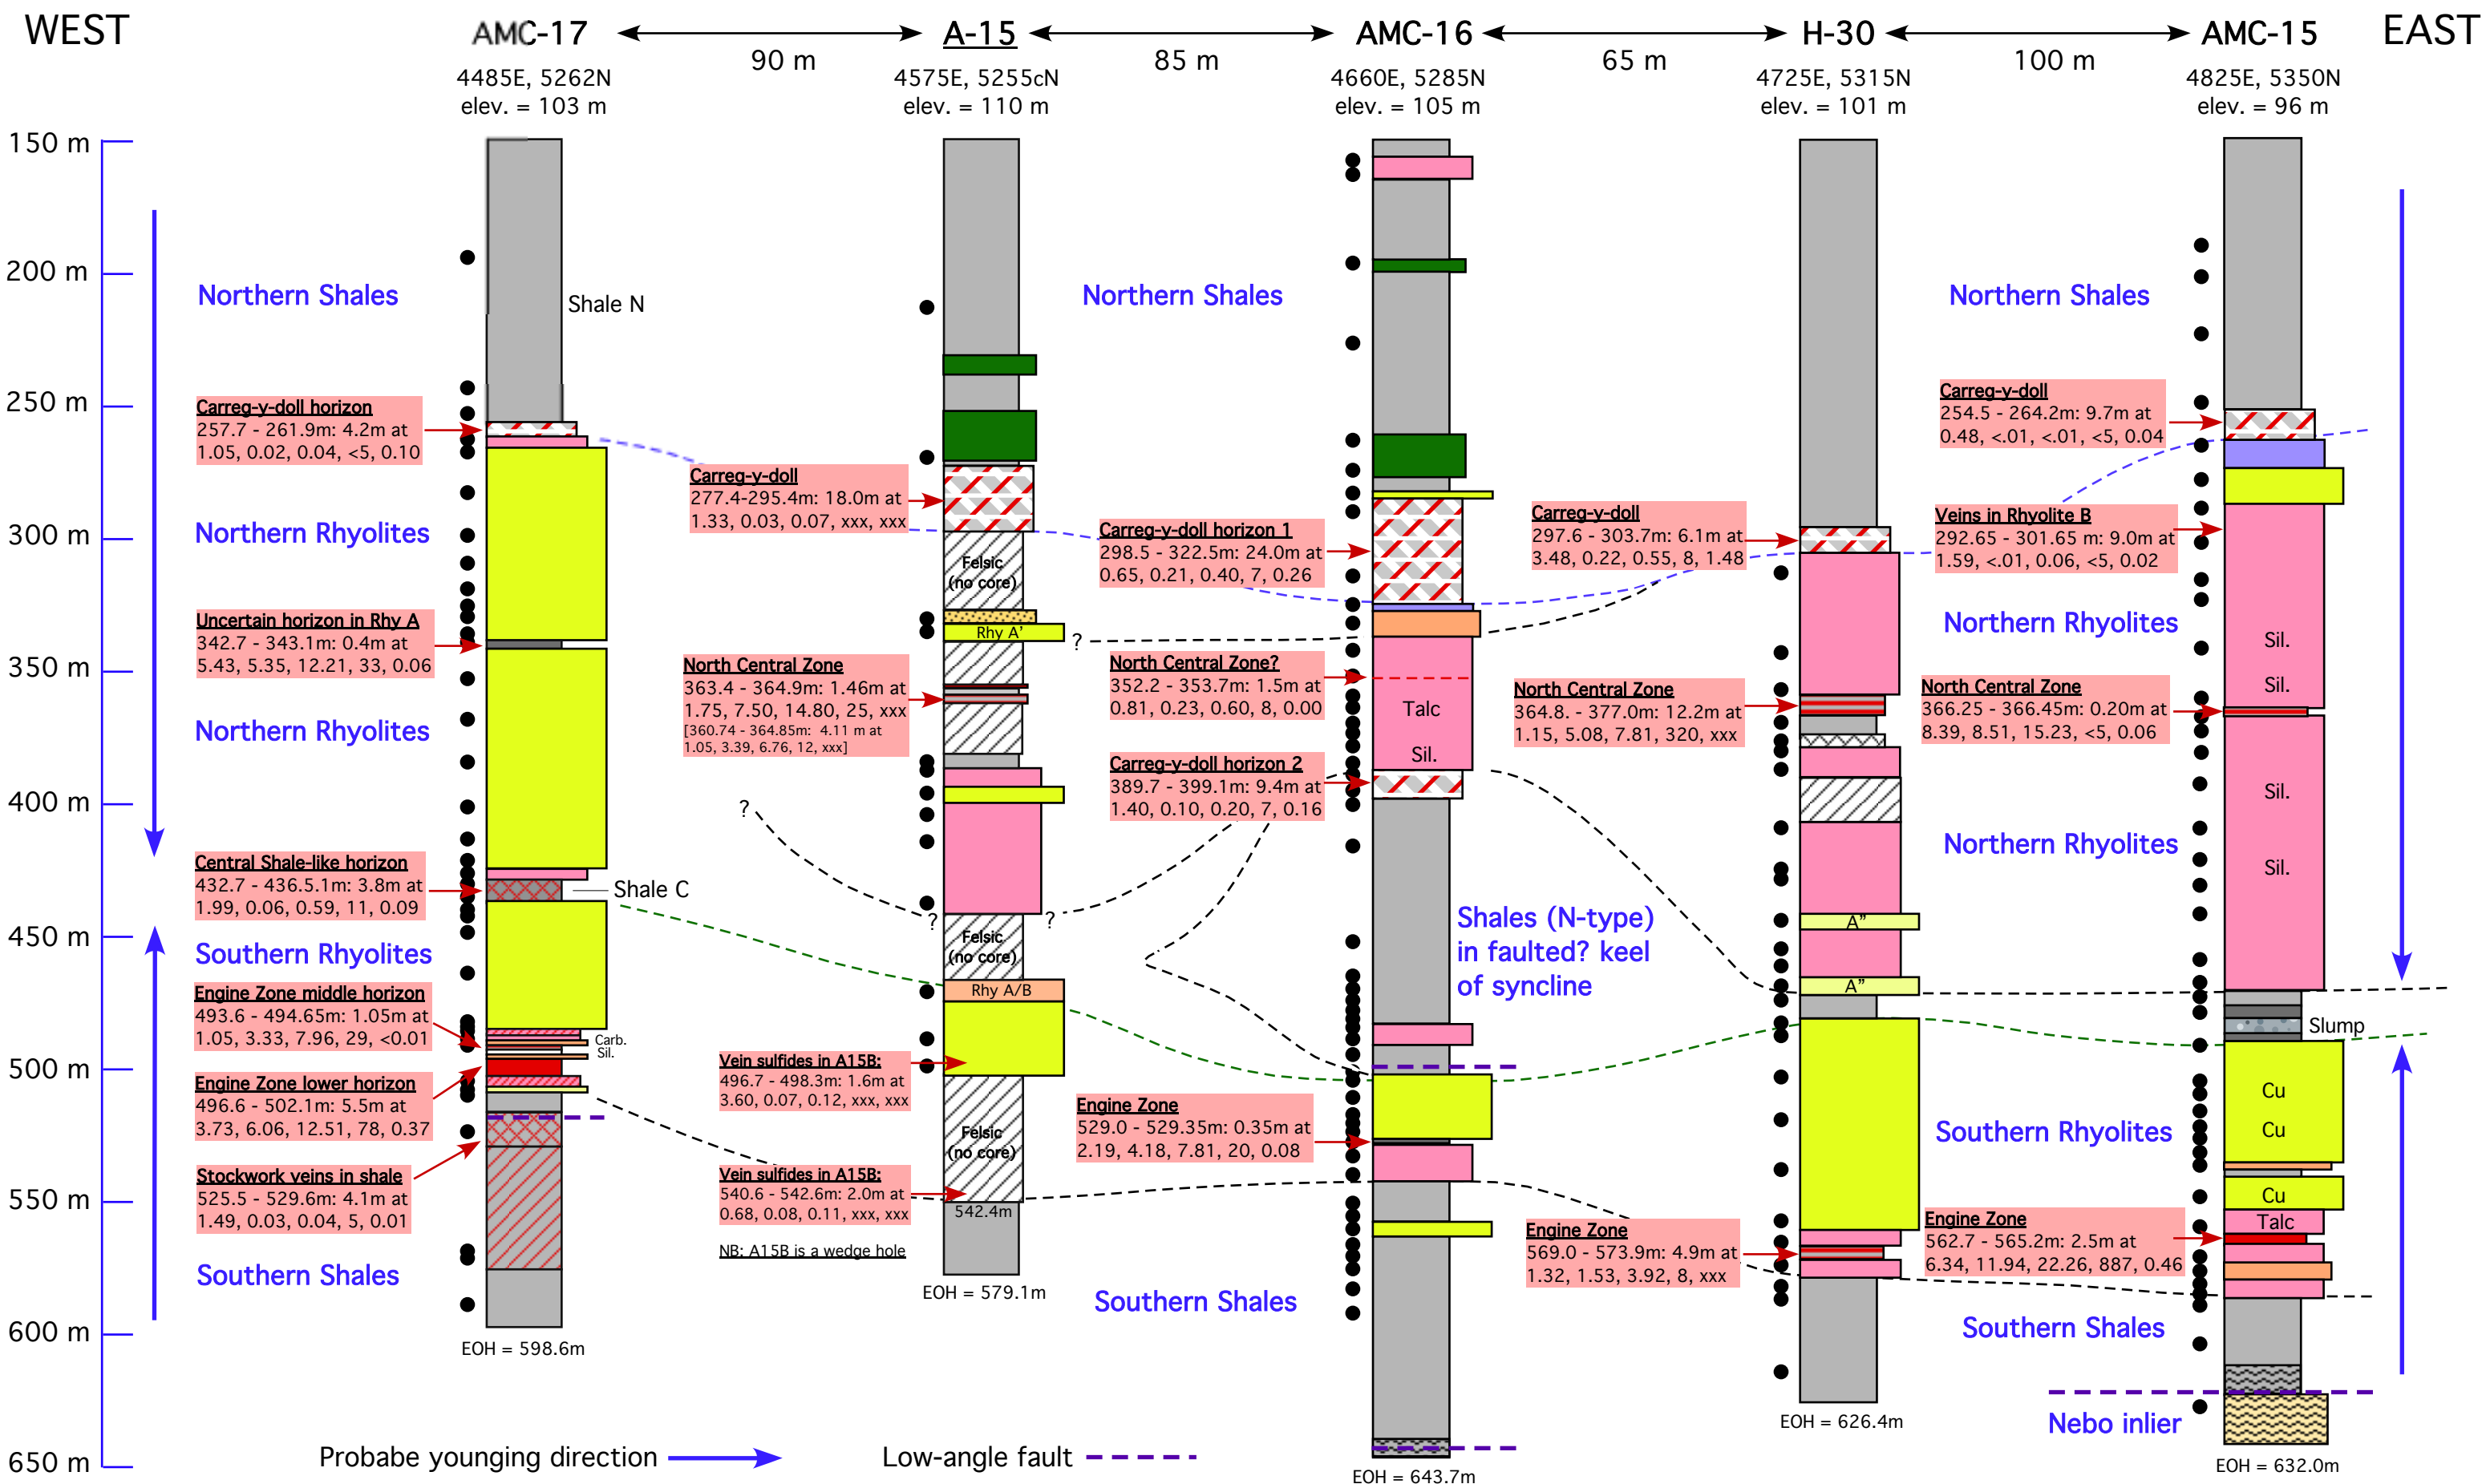 WEST
AMC-17
A-15
AMC-16
H-30
AMC-15
EAST
90 m
85 m
65 m
100 m
4485E, 5262N
elev. = 103 m
4575E, 5255cN
elev. = 110 m
4660E, 5285N
elev. = 105 m
4725E, 5315N
elev. = 101 m
4825E, 5350N
elev. = 96 m
150 m
200 m
250 m
300 m
350 m
400 m
450 m
500 m
550 m
600 m
650 m
Northern Shales
Shale N
Carreg-y-doll horizon
257.7 - 261.9m: 4.2m at
1.05, 0.02, 0.04, <5, 0.10
Northern Rhyolites
Uncertain horizon in Rhy A
342.7 - 343.1m: 0.4m at
5.43, 5.35, 12.21, 33, 0.06
Northern Rhyolites
Central Shale-like horizon
432.7 - 436.5.1m: 3.8m at
1.99, 0.06, 0.59, 11, 0.09
Shale C
Southern Rhyolites
Engine Zone middle horizon
493.6 - 494.65m: 1.05m at
1.05, 3.33, 7.96, 29, <0.01
Carb.
Sil.
Engine Zone lower horizon
496.6 - 502.1m: 5.5m at
3.73, 6.06, 12.51, 78, 0.37
Stockwork veins in shale
525.5 - 529.6m: 4.1m at
1.49, 0.03, 0.04, 5, 0.01
Southern Shales
EOH = 598.6m
Carreg-y-doll
277.4-295.4m: 18.0m at
1.33, 0.03, 0.07, xxx, xxx
Felsic
(no core)
Rhy A'
?
North Central Zone
363.4 - 364.9m: 1.46m at
1.75, 7.50, 14.80, 25, xxx
[360.74 - 364.85m: 4.11 m at
1.05, 3.39, 6.76, 12, xxx]
?
?
?
Felsic
(no core)
Rhy A/B
Vein sulfides in A15B:
496.7 - 498.3m: 1.6m at
3.60, 0.07, 0.12, xxx, xxx
Felsic
(no core)
Vein sulfides in A15B:
540.6 - 542.6m: 2.0m at
0.68, 0.08, 0.11, xxx, xxx
542.4m
NB: A15B is a wedge hole
EOH = 579.1m
Northern Shales
Carreg-y-doll horizon 1
298.5 - 322.5m: 24.0m at
0.65, 0.21, 0.40, 7, 0.26
North Central Zone?
352.2 - 353.7m: 1.5m at
0.81, 0.23, 0.60, 8, 0.00
Talc
Sil.
Carreg-y-doll horizon 2
389.7 - 399.1m: 9.4m at
1.40, 0.10, 0.20, 7, 0.16
Shales (N-type)
in faulted? keel
of syncline
Engine Zone
529.0 - 529.35m: 0.35m at
2.19, 4.18, 7.81, 20, 0.08
Southern Shales
EOH = 643.7m
Carreg-y-doll
297.6 - 303.7m: 6.1m at
3.48, 0.22, 0.55, 8, 1.48
North Central Zone
364.8. - 377.0m: 12.2m at
1.15, 5.08, 7.81, 320, xxx
A”
A”
Engine Zone
569.0 - 573.9m: 4.9m at
1.32, 1.53, 3.92, 8, xxx
EOH = 626.4m
Northern Shales
Carreg-y-doll
254.5 - 264.2m: 9.7m at
0.48, <.01, <.01, <5, 0.04
Veins in Rhyolite B
292.65 - 301.65 m: 9.0m at
1.59, <.01, 0.06, <5, 0.02
Northern Rhyolites
Sil.
Sil.
North Central Zone
366.25 - 366.45m: 0.20m at
8.39, 8.51, 15.23, <5, 0.06
Sil.
Northern Rhyolites
Sil.
Slump
Cu
Southern Rhyolites
Cu
Cu
Talc
Engine Zone
562.7 - 565.2m: 2.5m at
6.34, 11.94, 22.26, 887, 0.46
Southern Shales
Nebo inlier
EOH = 632.0m
Probabe younging direction
Low-angle fault